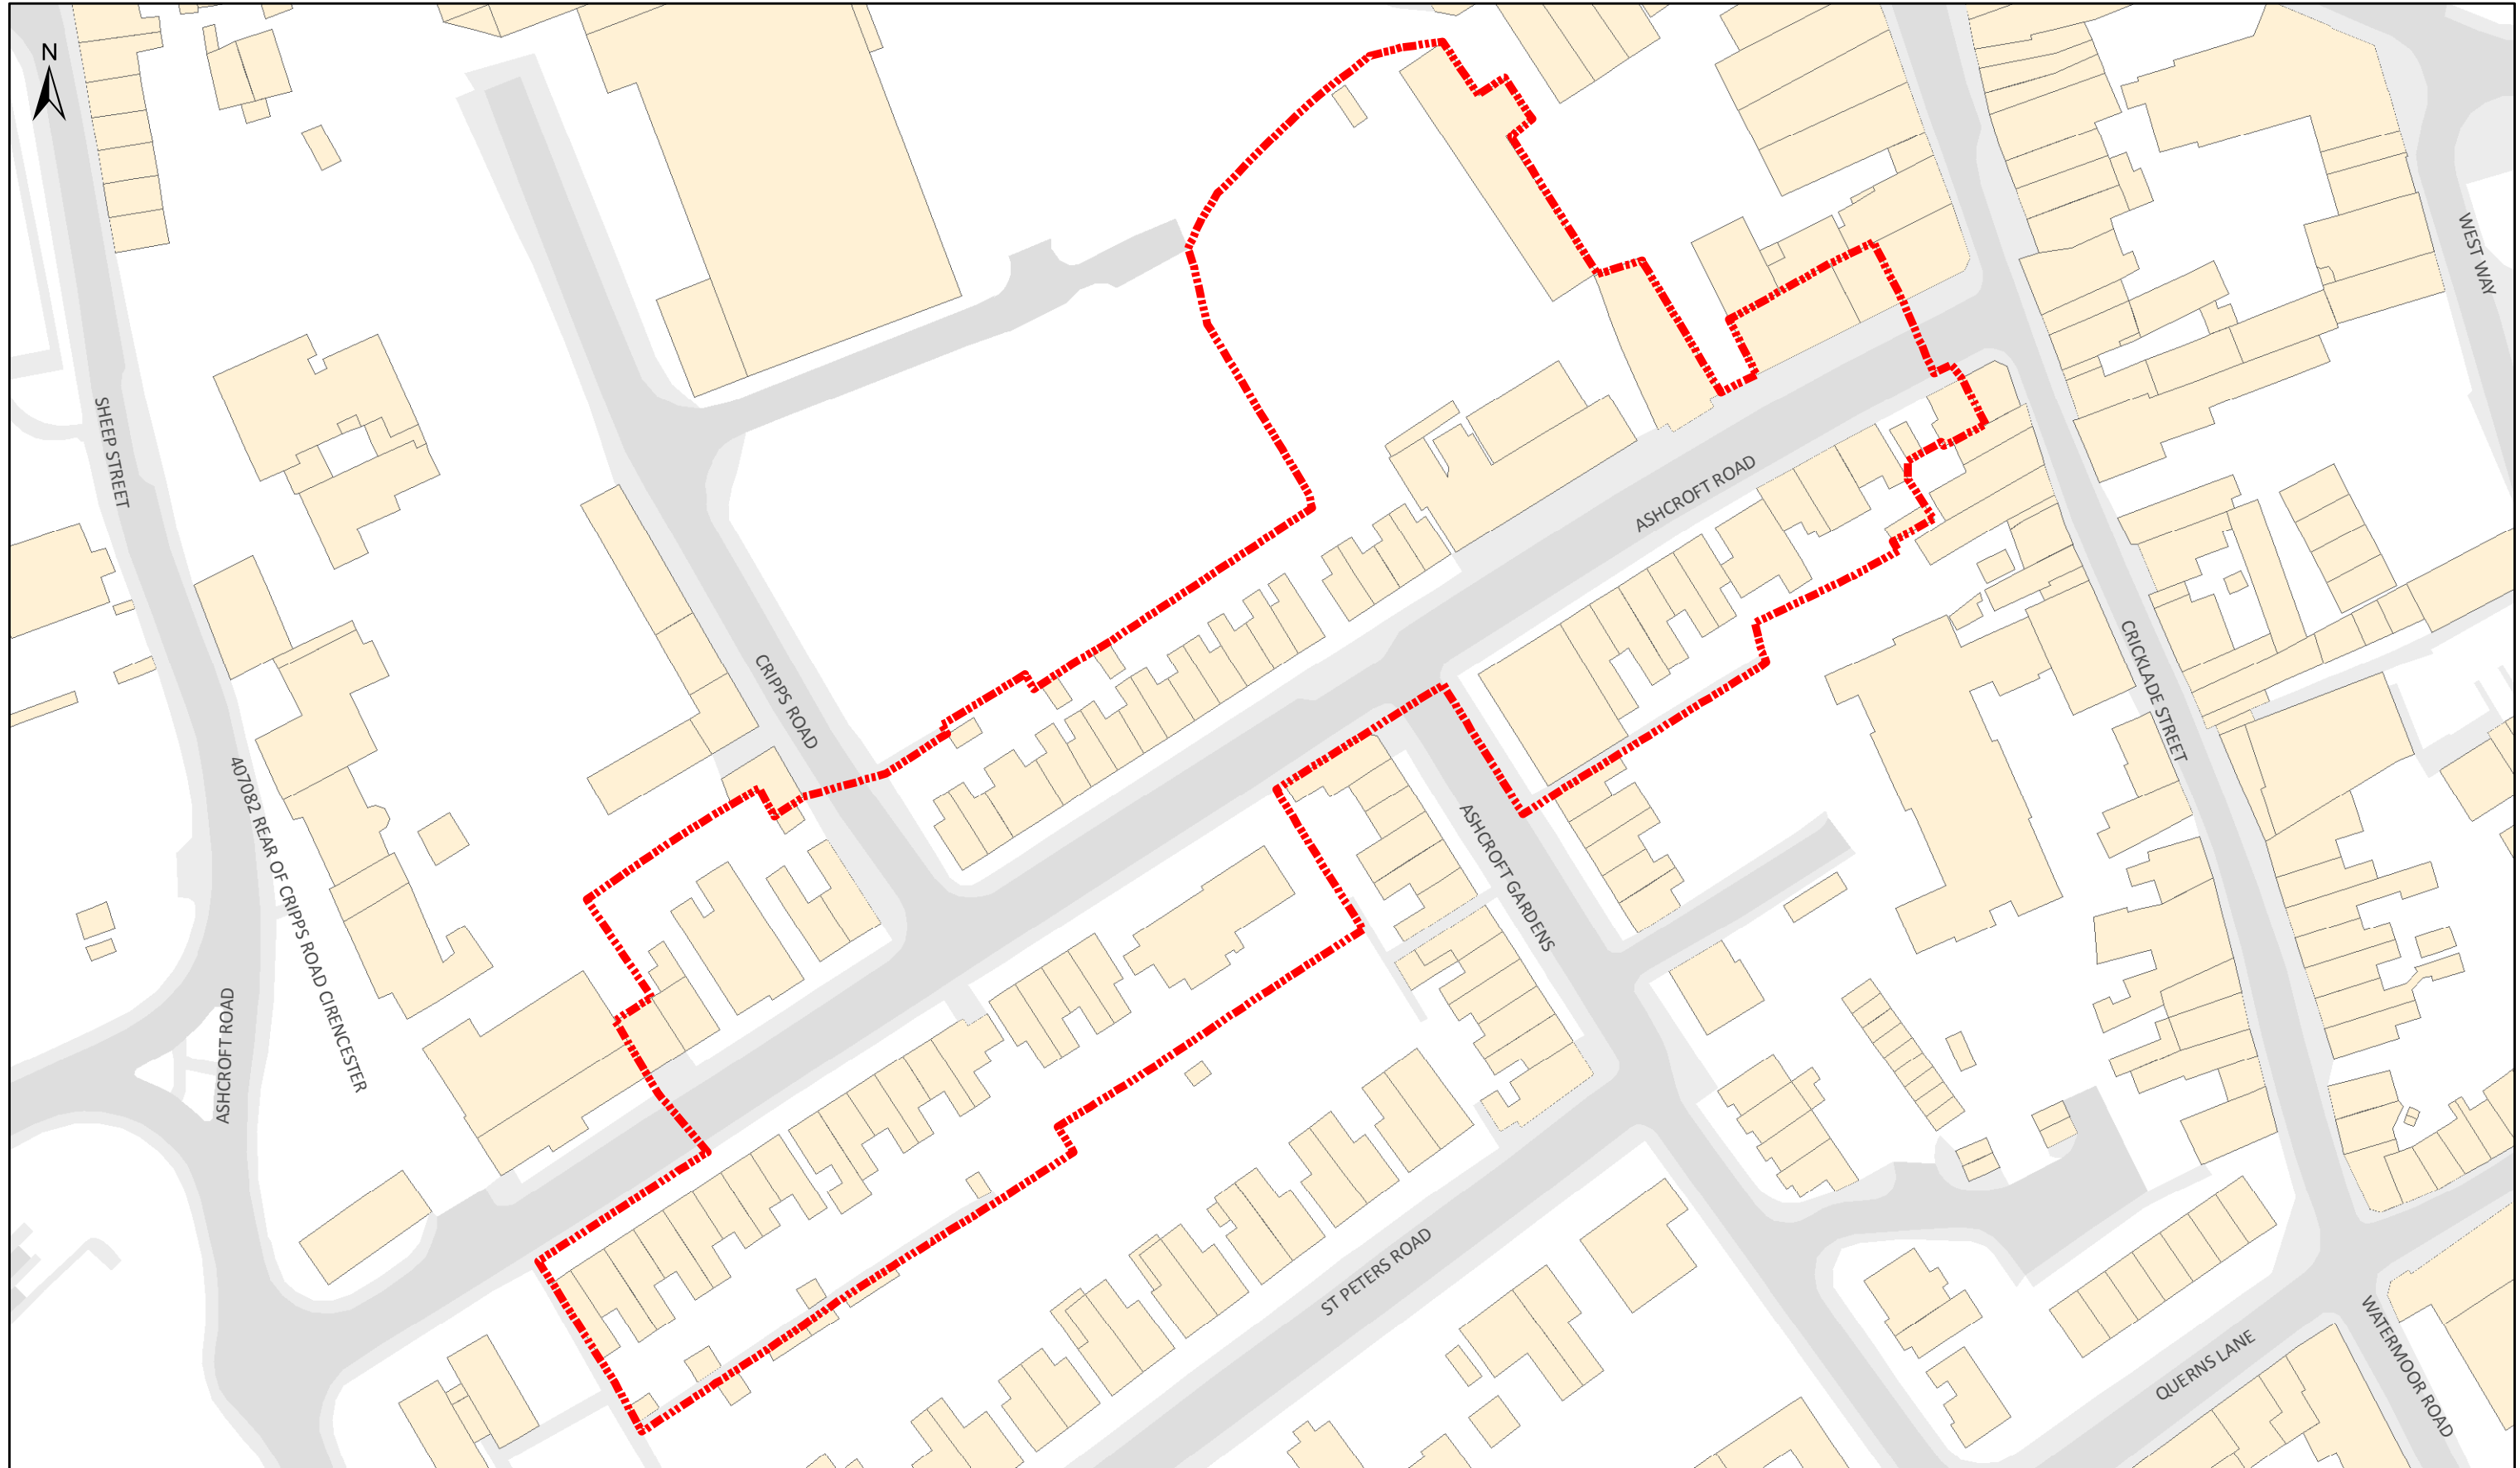 N
WEST WAY
SHEEP STREET
ASHCROFT ROAD
CRIPPS ROAD
CRICKLADE STREET
407082 REAR OF CRIPPS ROAD CIRENCESTER
ASHCROFT GARDENS
ASHCROFT ROAD
ST PETERS ROAD
QUERNS LANE
WATERMOOR ROAD